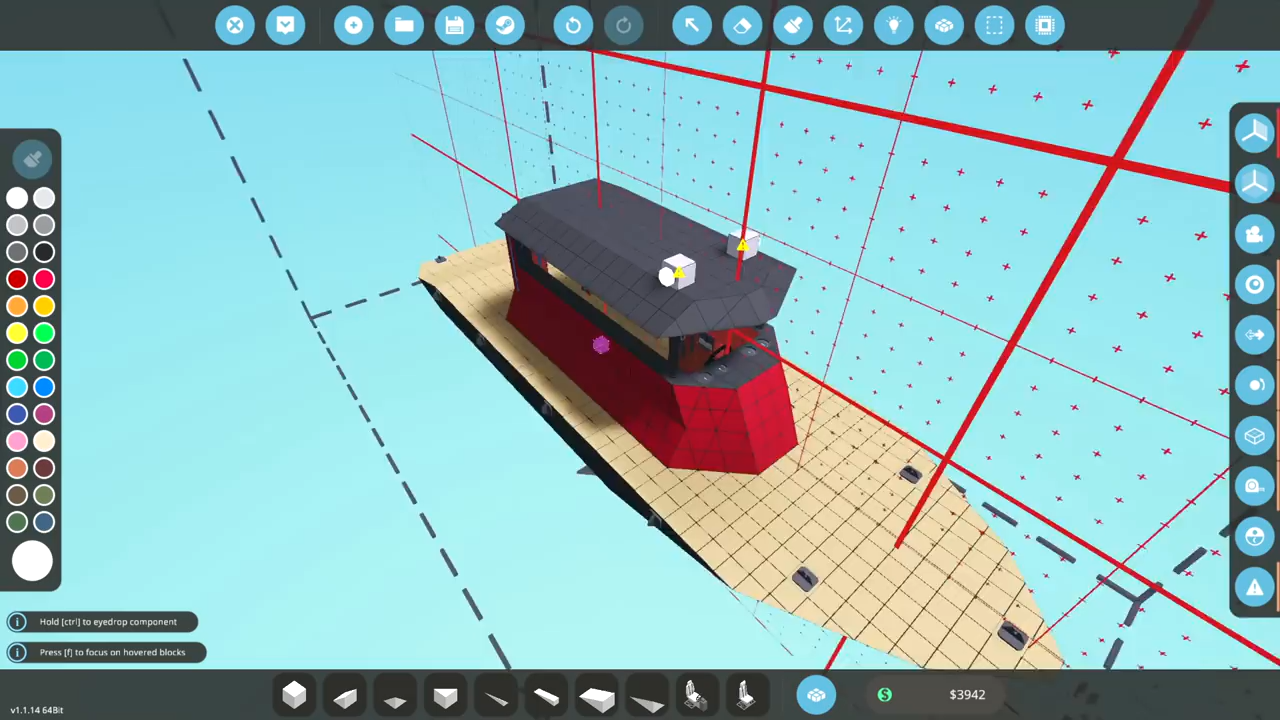 Hold [ctrl] to eyedrop component
Press [f] to focus on hovered blocks
v1.1.14 64Bit
$3942